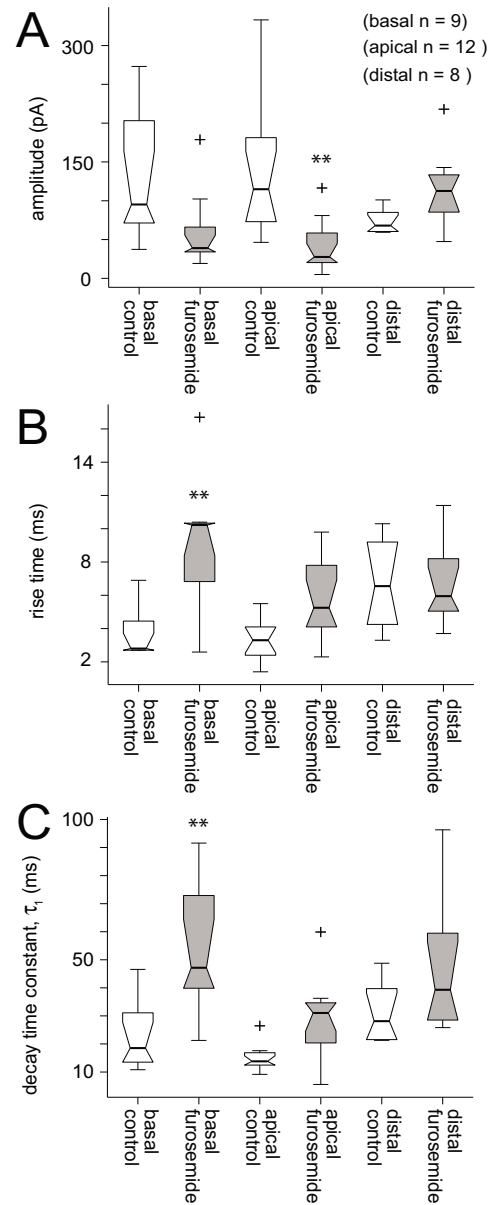 A
(basal n = 9)
(apical n = 12)
(distal n = 8 )
300
150
0
amplitude (pA)
**
basal
control
basal
furosemide
apical
control
apical
furosemide
distal
control
distal
furosemide
B
14
8
2
rise time (ms)
**
basal
control
basal
furosemide
apical
control
apical
furosemide
distal
control
distal
furosemide
C
100
50
10
decay time constant, τ1 (ms)
**
basal
control
basal
furosemide
apical
control
apical
furosemide
distal
control
distal
furosemide